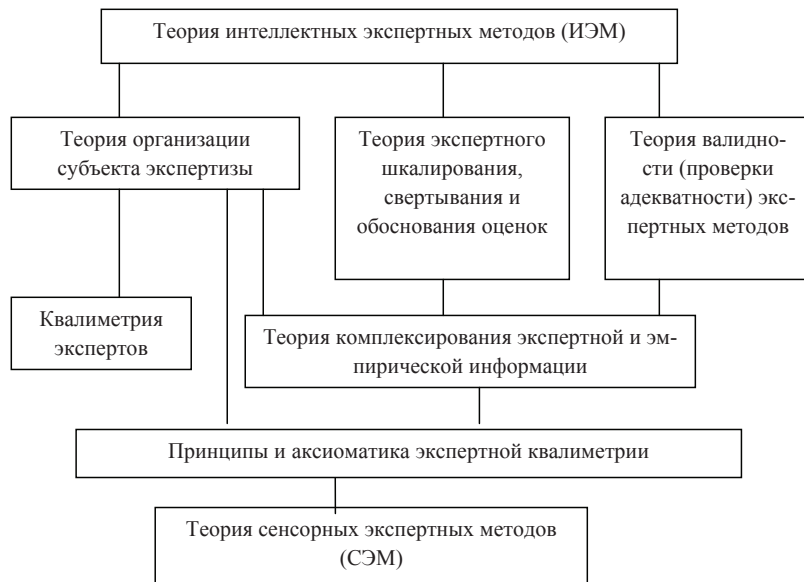 Теория интеллектных экспертных методов (ИЭМ)
Теория организации
субъекта экспертизы
Теория экспертного
шкалирования,
свертывания и
обоснования оценок
Теория валидно-
сти (проверки
адекватности) экс-
пертных методов
Квалиметрия
экспертов
Теория комплексирования экспертной и эм-
пирической информации
Принципы и аксиоматика экспертной квалиметрии
Теория сенсорных экспертных методов
(СЭМ)